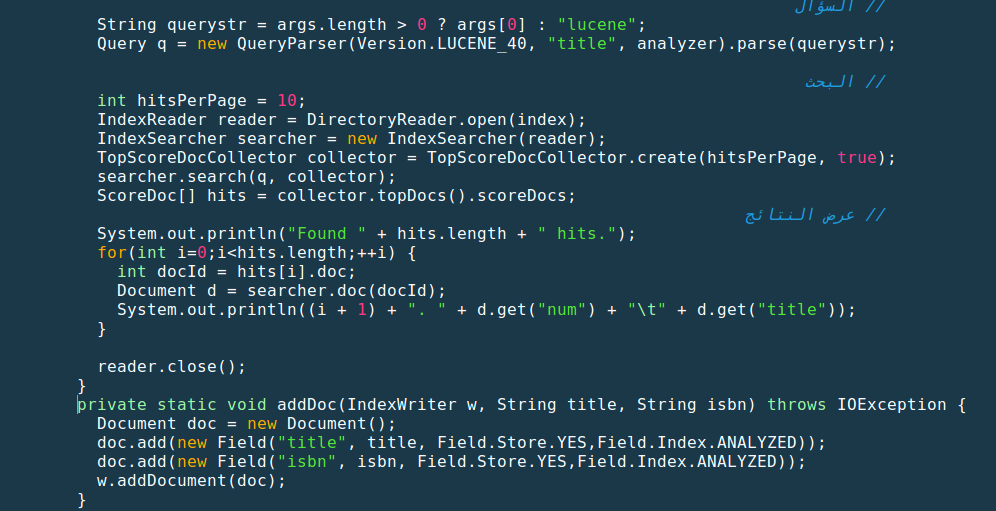 // السؤال
String querystr = args.length > 0 ? args[0] : "lucene";
Query q = new QueryParser(Version.LUCENE_40, "title", analyzer).parse(querystr);
// البحث
int hitsPerPage = 10;
IndexReader reader = DirectoryReader.open(index);
IndexSearcher searcher = new IndexSearcher(reader);
TopScoreDocCollector collector = TopScoreDocCollector.create(hitsPerPage, true);
searcher.search(q, collector);
ScoreDoc[] hits = collector.topDocs().scoreDocs;
// عرض النتائج
System.out.println("Found " + hits.length + " hits.");
for(int i=0;i<hits.length;++i) {
int docId = hits[i].doc;
Document d = searcher.doc(docId);
System.out.println((i + 1) + ". " + d.get("num") + "\t" + d.get("title"));
}
reader.close();
}
private static void addDoc(IndexWriter w, String title, String isbn) throws IOException {
Document doc = new Document();
doc.add(new Field("title", title, Field.Store.YES,Field.Index.ANALYZED));
doc.add(new Field("isbn", isbn, Field.Store.YES,Field.Index.ANALYZED));
w.addDocument(doc);
}